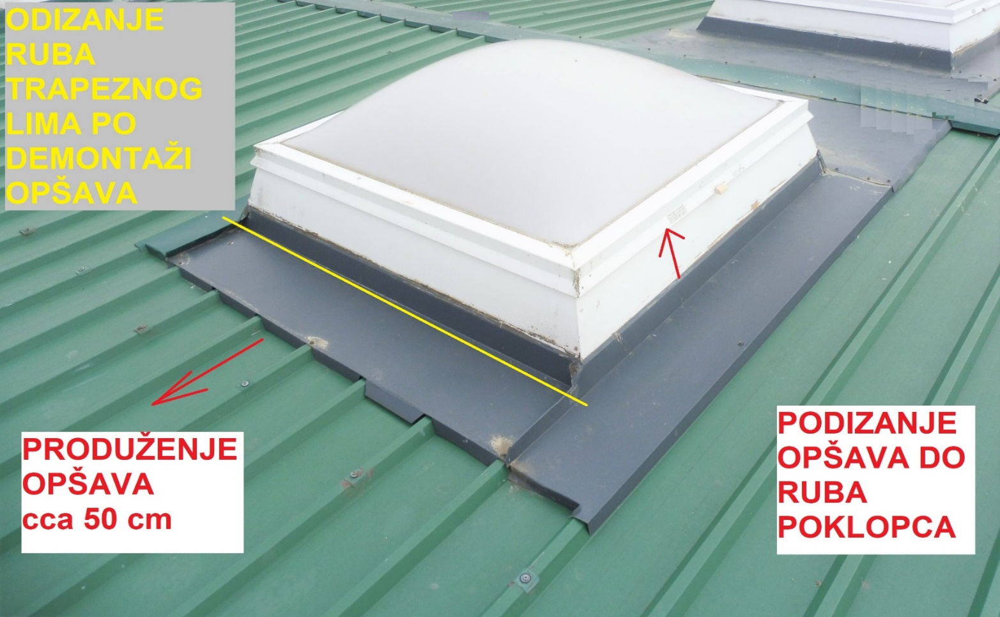 ODIZANJE
RUBA
TRAPEZNOG
LIMA PO
DEMONTAŽI
OPŠAVA
PRODUŽENJE
OPŠAVA
cca 50 cm
PODIZANJE
OPŠAVA DO
RUBA
POKLOPCA